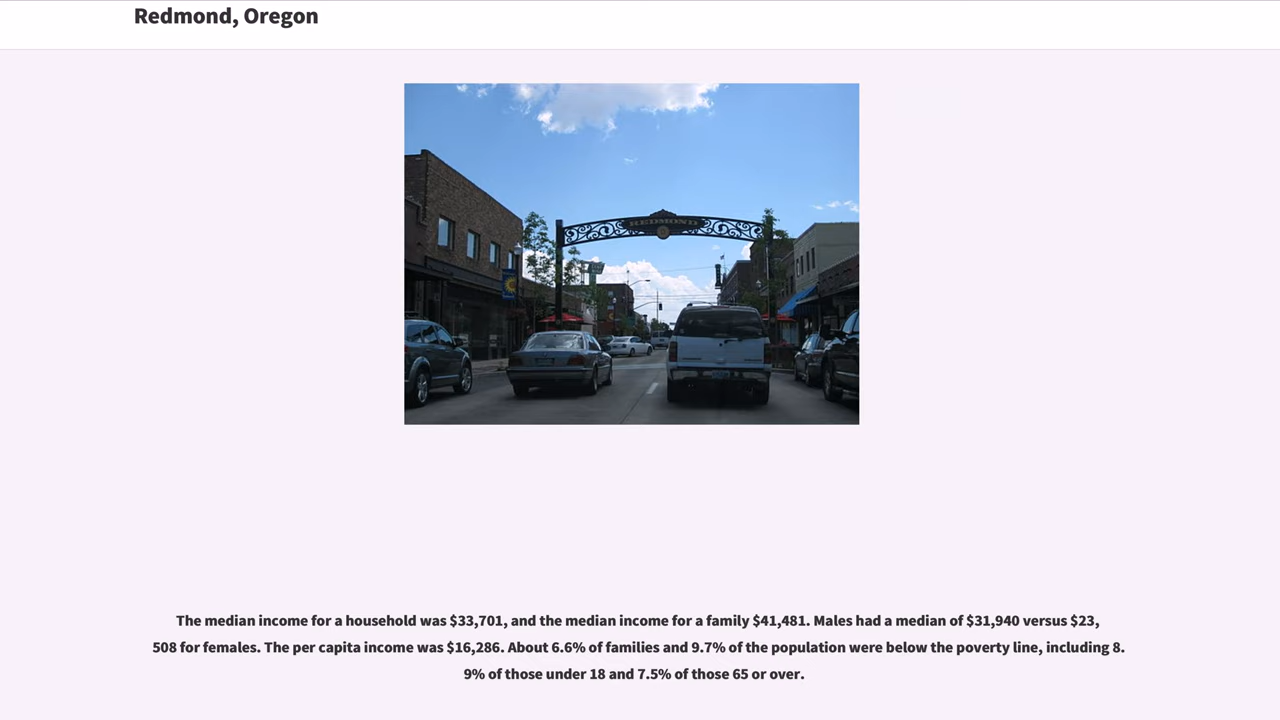 Redmond, Oregon
REDMOND
The median income for a household was $33,701, and the median income for a family $41,481. Males had a median of $31,940 versus $23,
508 for females. The per capita income was $16,286. About 6.6% of families and 9.7% of the population were below the poverty line, including 8.
9% of those under 18 and 7.5% of those 65 or over.